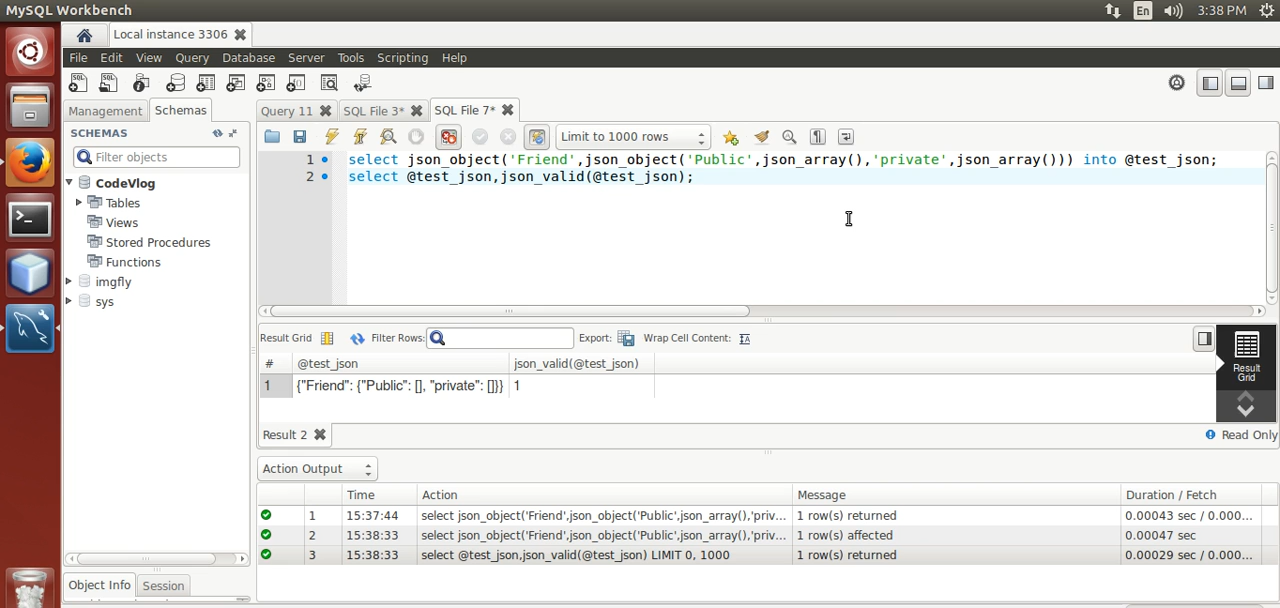 MySQL Workbench
En
3:38 PM
Local instance 3306
File Edit View Query Database Server Tools Scripting Help
Management Schemas
Query 11 SQL File 3* SQL File 7*
SCHEMAS
Limit to 1000 rows
Filter objects
CodeVlog
Tables
Views
Stored Procedures
Functions
imgfly
sys
1 select json_object('Friend',json_object('Public',json_array(),'private',json_array())) into @test_json;
2 select @test_json,json_valid(@test_json);
Result Grid Filter Rows: Export: Wrap Cell Content:
# @test_json json_valid(@test_json)
1 {"Friend": {"Public": [], "private": []}} 1
Result
Grid
Result 2
Read Only
Action Output
Time Action Message Duration / Fetch
1 15:37:44 select json_object('Friend',json_object('Public',json_array(),'priv... 1 row(s) returned 0.00043 sec / 0.000...
2 15:38:33 select json_object('Friend',json_object('Public',json_array(),'priv... 1 row(s) affected 0.00047 sec
3 15:38:33 select @test_json,json_valid(@test_json) LIMIT 0, 1000 1 row(s) returned 0.00029 sec / 0.000...
Object Info Session